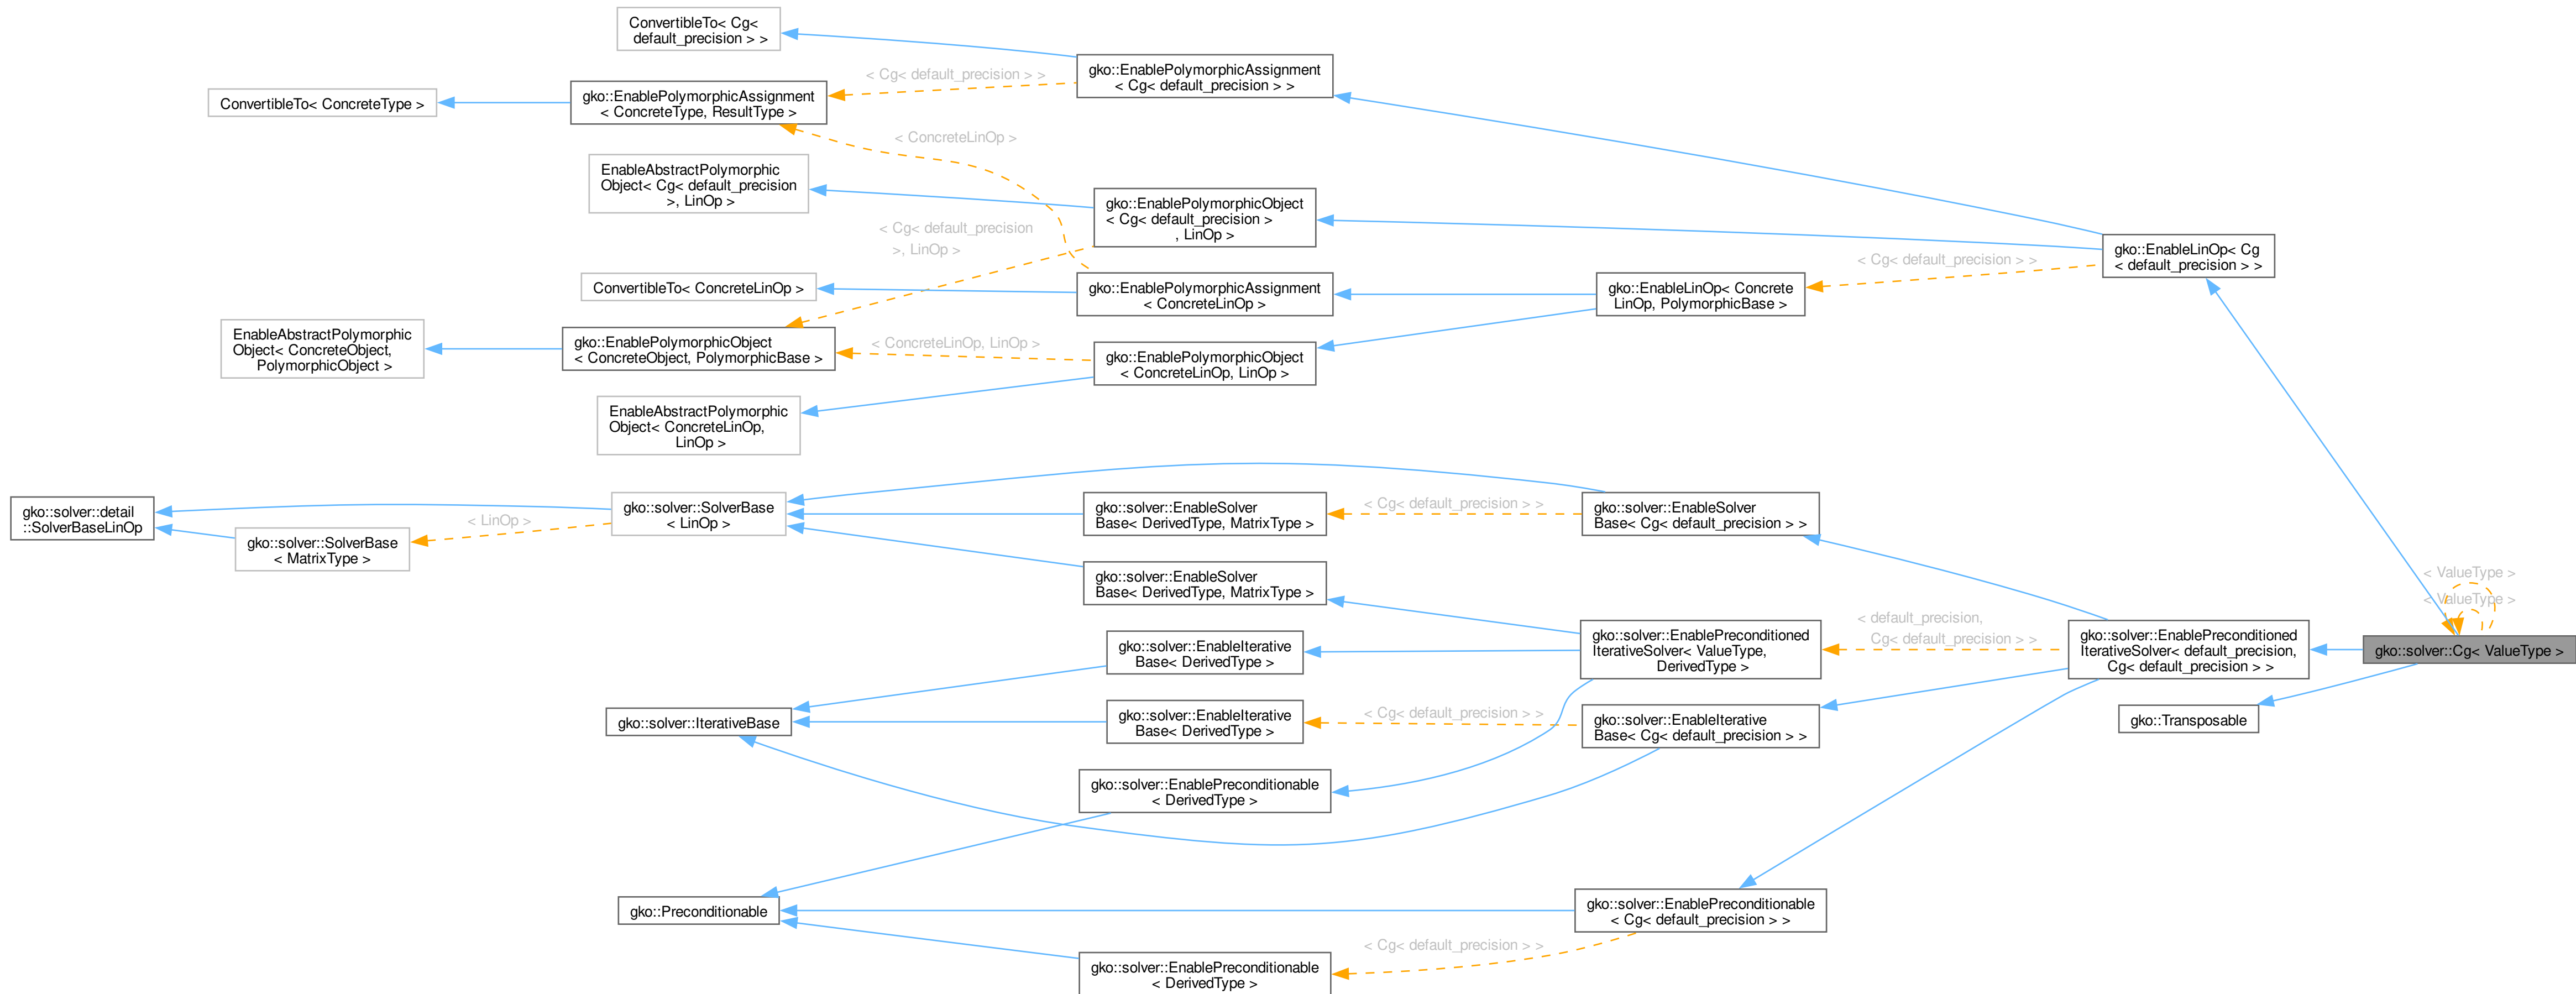 ConvertibleTo< Cg<
default_precision > >
gko::EnablePolymorphicAssignment
< Cg< default_precision > >
< Cg< default_precision > >
ConvertibleTo< ConcreteType >
gko::EnablePolymorphicAssignment
< ConcreteType, ResultType >
< ConcreteLinOp >
EnableAbstractPolymorphic
Object< Cg< default_precision
>, LinOp >
gko::EnablePolymorphicObject
< Cg< default_precision >
, LinOp >
< Cg< default_precision
>, LinOp >
gko::EnableLinOp< Cg
< default_precision > >
< Cg< default_precision > >
ConvertibleTo< ConcreteLinOp >
gko::EnablePolymorphicAssignment
< ConcreteLinOp >
gko::EnableLinOp< Concrete
LinOp, PolymorphicBase >
EnableAbstractPolymorphic
Object< ConcreteObject,
PolymorphicObject >
gko::EnablePolymorphicObject
< ConcreteObject, PolymorphicBase >
< ConcreteLinOp, LinOp >
gko::EnablePolymorphicObject
< ConcreteLinOp, LinOp >
EnableAbstractPolymorphic
Object< ConcreteLinOp,
LinOp >
gko::solver::detail
::SolverBaseLinOp
< LinOp >
gko::solver::SolverBase
< MatrixType >
gko::solver::SolverBase
< LinOp >
gko::solver::EnableSolver
Base< DerivedType, MatrixType >
< Cg< default_precision > >
gko::solver::EnableSolver
Base< Cg< default_precision > >
gko::solver::EnableSolver
Base< DerivedType, MatrixType >
< ValueType >
< ValueType >
gko::solver::EnableIterative
Base< DerivedType >
gko::solver::EnablePreconditioned
IterativeSolver< ValueType,
DerivedType >
< default_precision,
Cg< default_precision > >
gko::solver::EnablePreconditioned
IterativeSolver< default_precision,
Cg< default_precision > >
gko::solver::Cg< ValueType >
gko::solver::IterativeBase
gko::solver::EnableIterative
Base< DerivedType >
< Cg< default_precision > >
gko::solver::EnableIterative
Base< Cg< default_precision > >
gko::Transposable
gko::solver::EnablePreconditionable
< DerivedType >
gko::Preconditionable
gko::solver::EnablePreconditionable
< Cg< default_precision > >
< Cg< default_precision > >
gko::solver::EnablePreconditionable
< DerivedType >